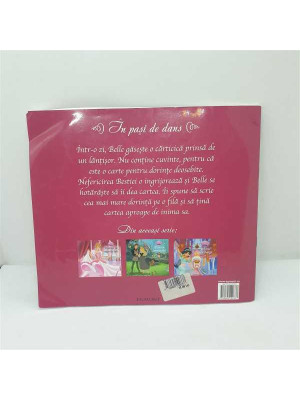 În pași de dans
Într-o zi, Belle găsește o cărticică prinsă de
un lănțișor. Nu conține cuvinte, pentru că
este o carte pentru dorințe deosebite.
Nefericirea Bestiei o îngrijorează și Belle se
hotărăște să îi dea cartea. Îi spune să scrie
cea mai mare dorință pe o filă și să țină
cartea aproape de inima sa.
Din aceeași serie: